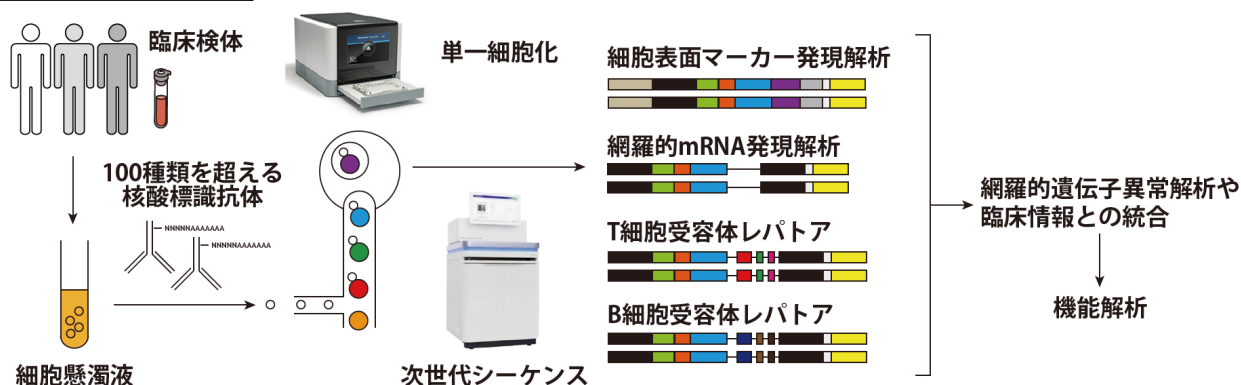 臨床検体
単一細胞化
細胞表面マーカー発現解析
網羅的mRNA発現解析
100種類を超える
核酸標識抗体
NNNNNAAAAAAA
NNNNNAAAAAAA
T細胞受容体レパトア
B細胞受容体レパトア
細胞懸濁液
次世代シーケンス
網羅的遺伝子異常解析や
臨床情報との統合
機能解析